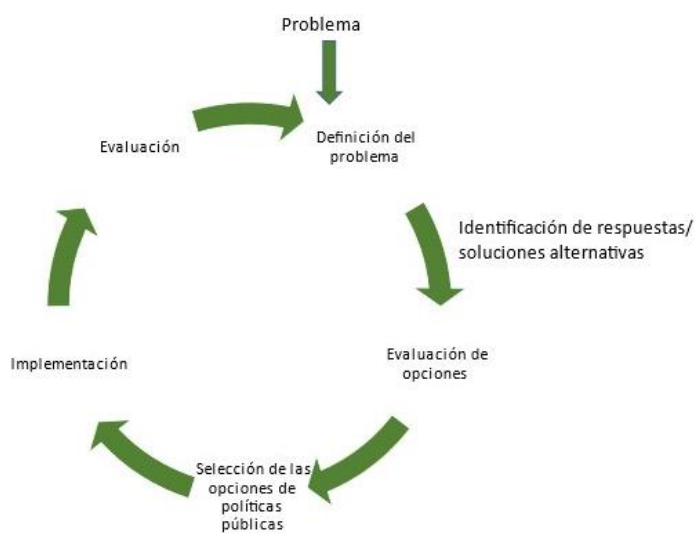 Problema
Definición del
problema
Identificación de respuestas/
soluciones alternativas
Evaluación de
opciones
Selección de las
opciones de
políticas
públicas
Implementación
Evaluación